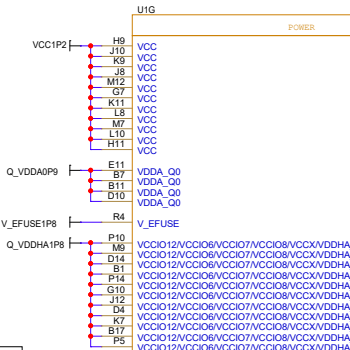 U1G
POWER
VCC1P2 H9 VCC
J10 VCC
K9 VCC
J8 VCC
M12 VCC
G7 VCC
K11 VCC
L8 VCC
M7 VCC
L10 VCC
H11 VCC
Q_VDDA0P9 E11 VDDA_Q0
B7 VDDA_Q0
B11 VDDA_Q0
D10 VDDA_Q0
V_EFUSE1P8 R4 V_EFUSE
Q_VDDHA1P8 P10 VCCIO12/VCCIO6/VCCIO7/VCCIO8/VCCX/VDDHA
M9 VCCIO12/VCCIO6/VCCIO7/VCCIO8/VCCX/VDDHA
D14 VCCIO12/VCCIO6/VCCIO7/VCCIO8/VCCX/VDDHA
B1 VCCIO12/VCCIO6/VCCIO7/VCCIO8/VCCX/VDDHA
P14 VCCIO12/VCCIO6/VCCIO7/VCCIO8/VCCX/VDDHA
G10 VCCIO12/VCCIO6/VCCIO7/VCCIO8/VCCX/VDDHA
J12 VCCIO12/VCCIO6/VCCIO7/VCCIO8/VCCX/VDDHA
D4 VCCIO12/VCCIO6/VCCIO7/VCCIO8/VCCX/VDDHA
K7 VCCIO12/VCCIO6/VCCIO7/VCCIO8/VCCX/VDDHA
B17 VCCIO12/VCCIO6/VCCIO7/VCCIO8/VCCX/VDDHA
P5 VCCIO12/VCCIO6/VCCIO7/VCCIO8/VCCX/VDDHA